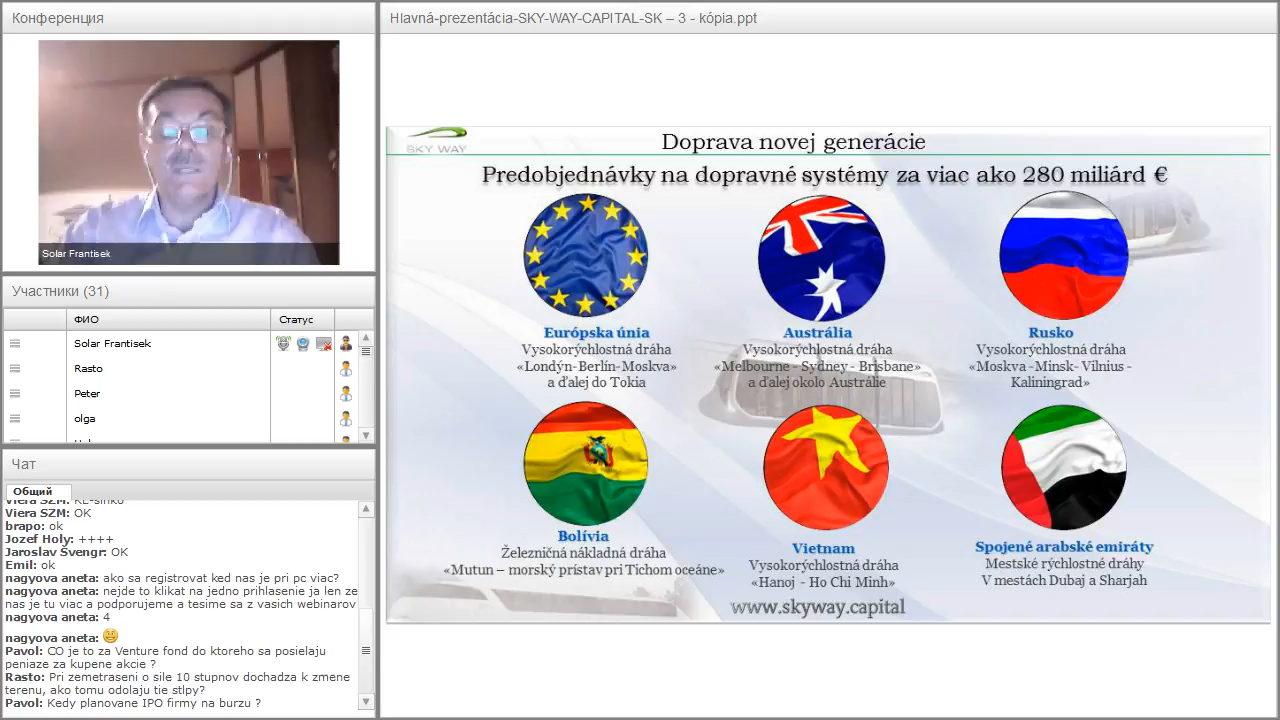 Конференция
Solar Frantisek
Участники (31)
ФИО
Статус
Solar Frantisek
Rasto
Peter
olga
Чат
Общий
Viera SZM: KE-sinko
Viera SZM: OK
brapo: ok
Jozef Holy: ++++
Jaroslav Švengr: OK
Emil: ok
nagyova aneta: ako sa registrovat ked nas je pri pc viac?
nagyova aneta: nejde to klikat na jedno prihlasenie ja len ze
nas je tu viac a podporujeme a tesime sa z vasich webinarov
nagyova aneta: 4
nagyova aneta:
Pavol: CO je to za Venture fond do ktoreho sa posielaju
peniaze za kupene akcie ?
Rasto: Pri zemetraseni o sile 10 stupnov dochadza k zmene
terenu, ako tomu odolaju tie stlpy?
Pavol: Kedy planovane IPO firmy na burzu ?
Hlavná-prezentácia-SKY-WAY-CAPITAL-SK – 3 - kópia.ppt
SKY WAY
Doprava novej generácie
Predobjednávky na dopravné systémy za viac ako 280 miliárd €
Európska únia
Vysokorýchlostná dráha
«Londýn-Berlín-Moskva»
a ďalej do Tokia
Austrália
Vysokorýchlostná dráha
«Melbourne - Sydney - Brisbane»
a ďalej okolo Austrálie
Rusko
Vysokorýchlostná dráha
«Moskva -Minsk- Vilnius -
Kaliningrad»
Bolívia
Železničná nákladná dráha
«Mutun – morský prístav pri Tichom oceáne»
Vietnam
Vysokorýchlostná dráha
«Hanoj - Ho Chi Minh»
Spojené arabské emiráty
Mestské rýchlostné dráhy
V mestách Dubaj a Sharjah
www.skyway.capital